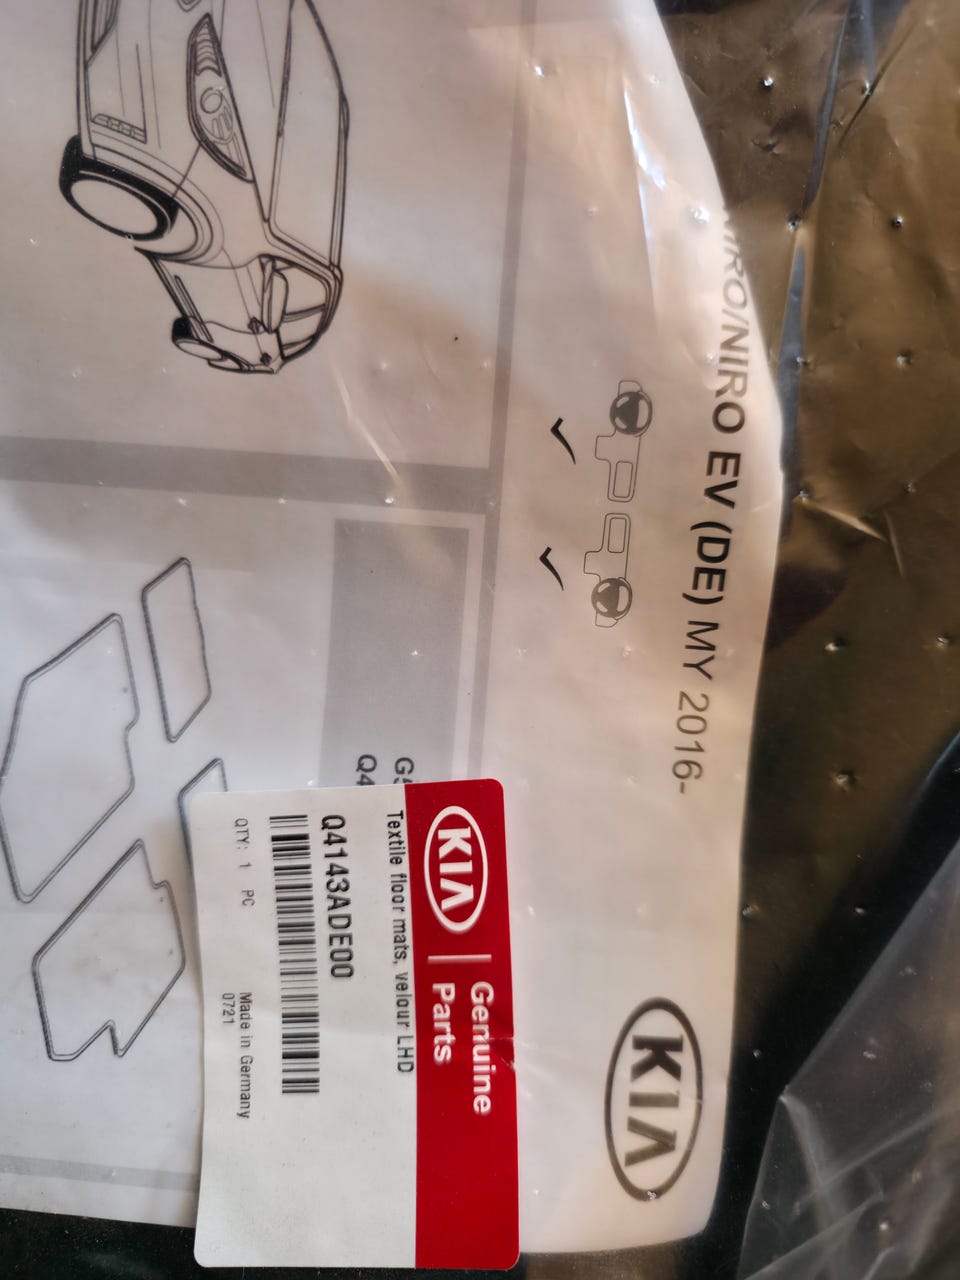 NIRO/NIRO EV (DE) MY 2016-
KIA
KIA
Genuine
Parts
Textile floor mats, velour LHD
Q4143ADE00
QTY: 1 PC
Made in Germany
0721